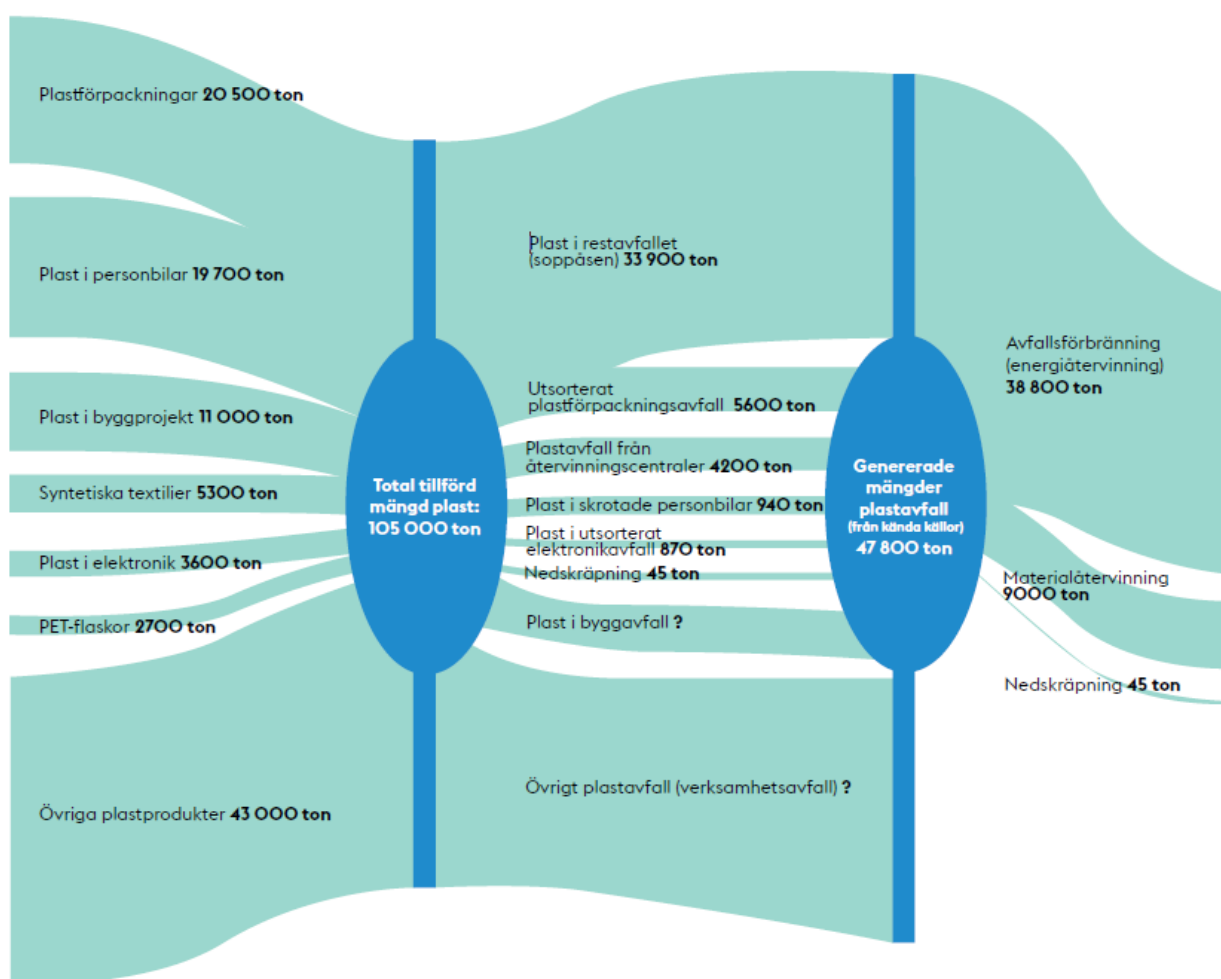 Plastförpackningar 20 500 ton
Plast i personbilar 19 700 ton
Plast i byggprojekt 11 000 ton
Syntetiska textilier 5300 ton
Plast i elektronik 3600 ton
PET-flaskor 2700 ton
Övriga plastprodukter 43 000 ton
Total tillförd
mängd plast:
105 000 ton
Plast i restavfallet
(soppåsen) 33 900 ton
Utsorterat
plastförpackningsavfall 5600 ton
Plastavfall från
återvinningscentraler 4200 ton
Plast i skrotade personbilar 940 ton
Plast i utsorterat
elektronikavfall 870 ton
Nedskräpning 45 ton
Plast i byggavfall ?
Övrigt plastavfall (verksamhetsavfall) ?
Genererade
mängder
plastavfall
(från kända källor)
47 800 ton
Avfallsförbränning
(energiåtervinning)
38 800 ton
Materialåtervinning
9000 ton
Nedskräpning 45 ton